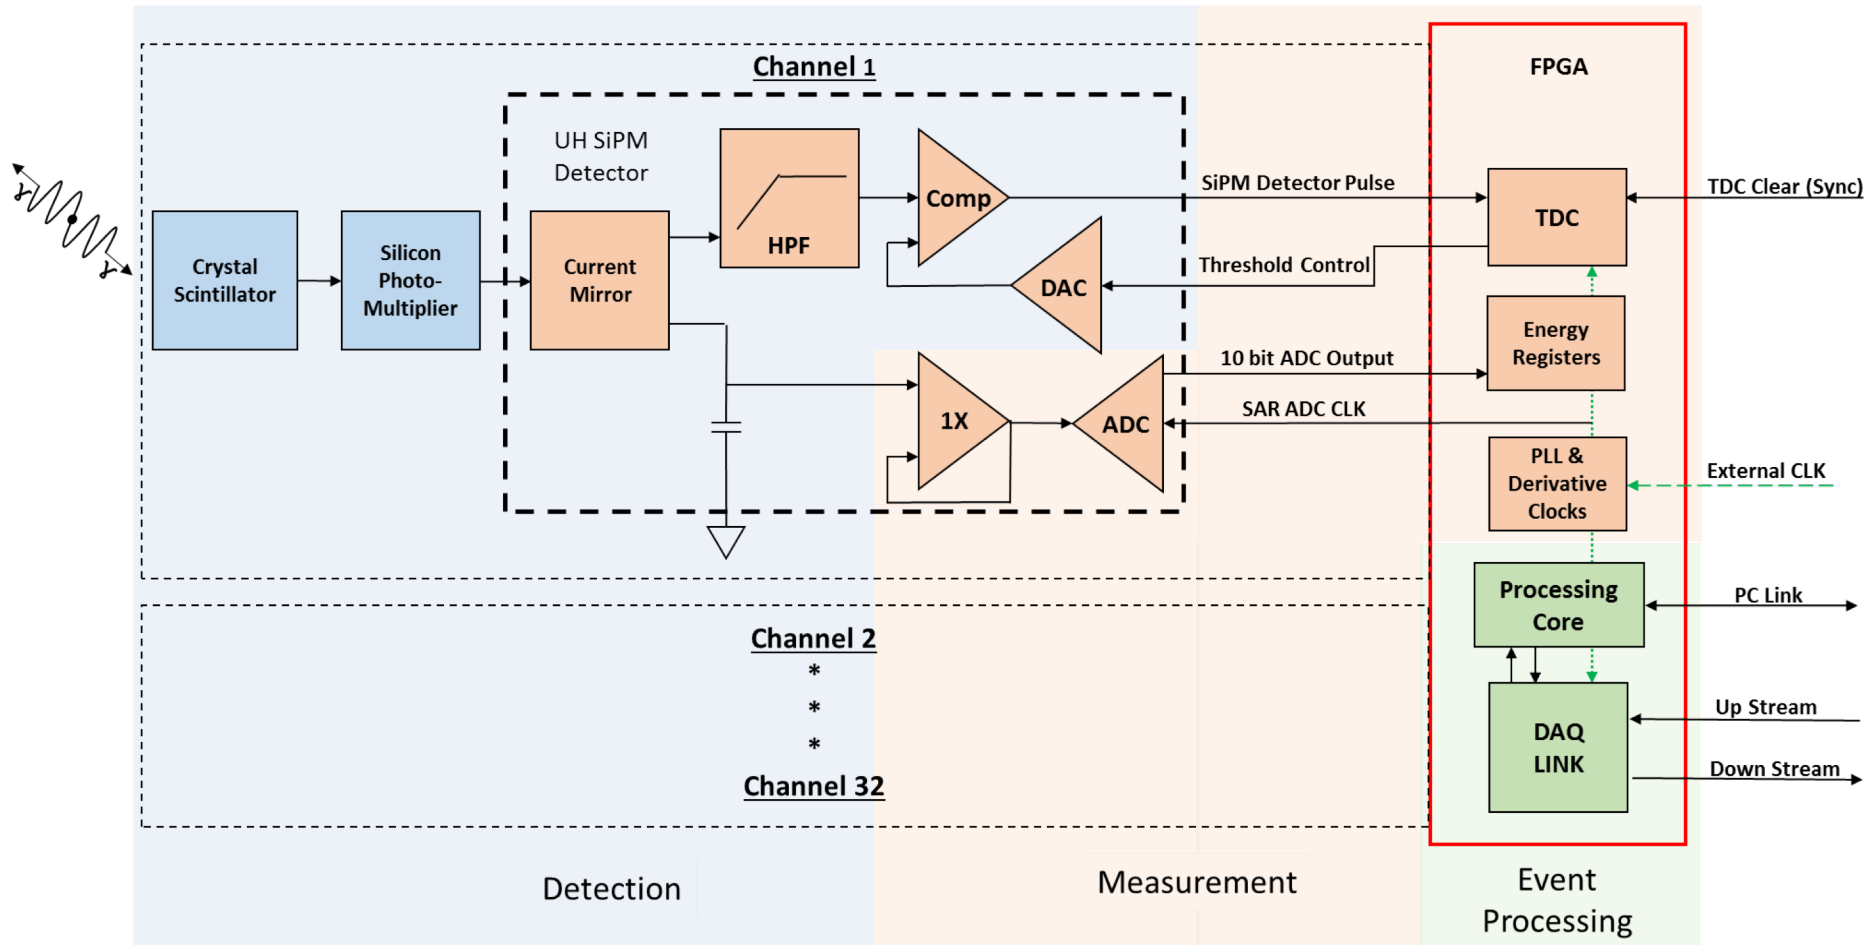 Channel 1
FPGA
UH SiPM
Detector
HPF
Comp
SiPM Detector Pulse
TDC
TDC Clear (Sync)
γ
γ
Crystal
Scintillator
Silicon
Photo-
Multiplier
Current
Mirror
DAC
Threshold Control
Energy
Registers
10 bit ADC Output
1X
ADC
SAR ADC CLK
PLL &
Derivative
Clocks
External CLK
Processing
Core
PC Link
Channel 2
*
*
*
Channel 32
DAQ
LINK
Up Stream
Down Stream
Detection
Measurement
Event
Processing